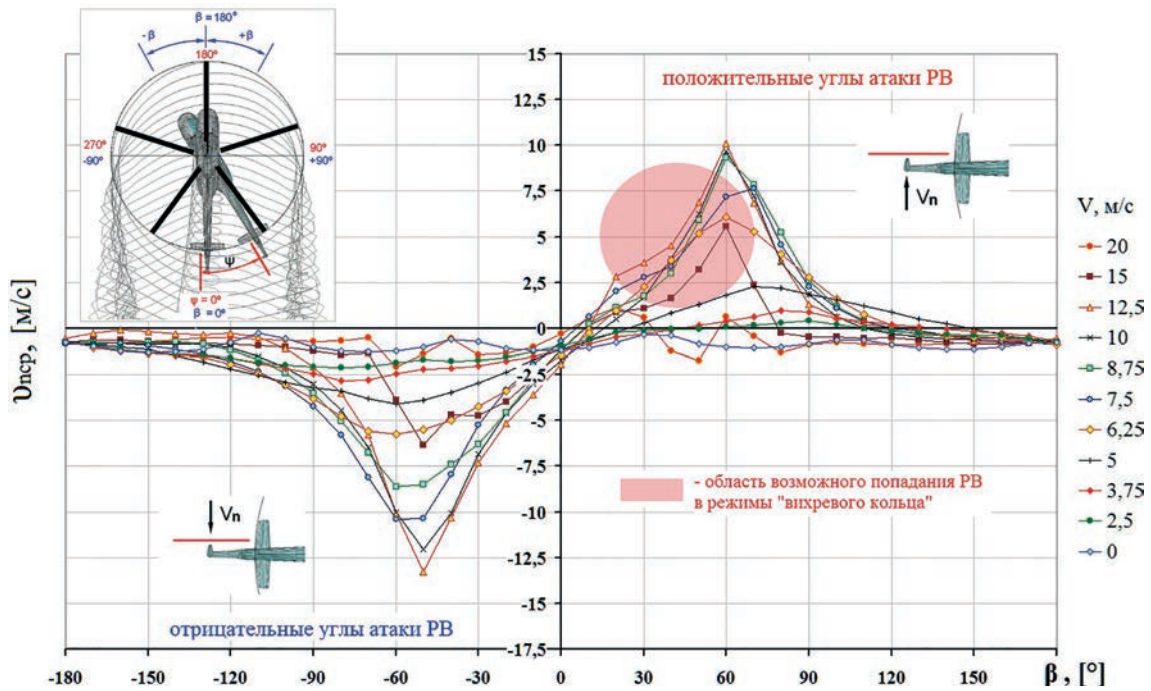 β = 180°
-β
+β
180°
270°
-90°
90°
+90°
ψ
ψ = 0°
β = 0°
15
12,5
10
7,5
5
2,5
0
-2,5
-5
-7,5
-10
-12,5
-15
-17,5
υnср, [м/с]
положительные углы атаки РВ
Vn
V, м/с
20
15
12,5
10
8,75
7,5
6,25
5
3,75
2,5
0
- область возможного попадания РВ
в режимы "вихревого кольца"
Vn
отрицательные углы атаки РВ
-180
-150
-120
-90
-60
-30
0
30
60
90
120
150
β , [°]